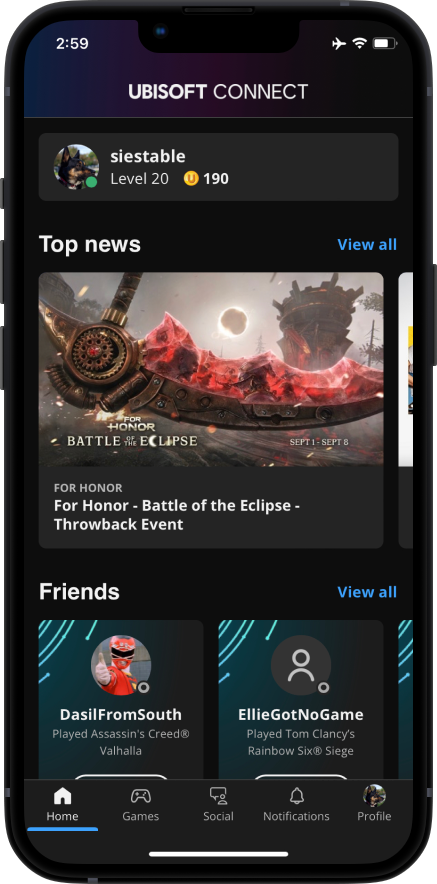 2:59
UBISOFT CONNECT
siestable
Level 20 U 190
Top news View all
FOR HONOR
BATTLE OF THE ECLIPSE
SEPT 1 - SEPT 8
FOR HONOR
For Honor - Battle of the Eclipse -
Throwback Event
Friends View all
DasilFromSouth
Played Assassin's Creed®
Valhalla
EllieGotNoGame
Played Tom Clancy's
Rainbow Six® Siege
Home Games Social Notifications Profile